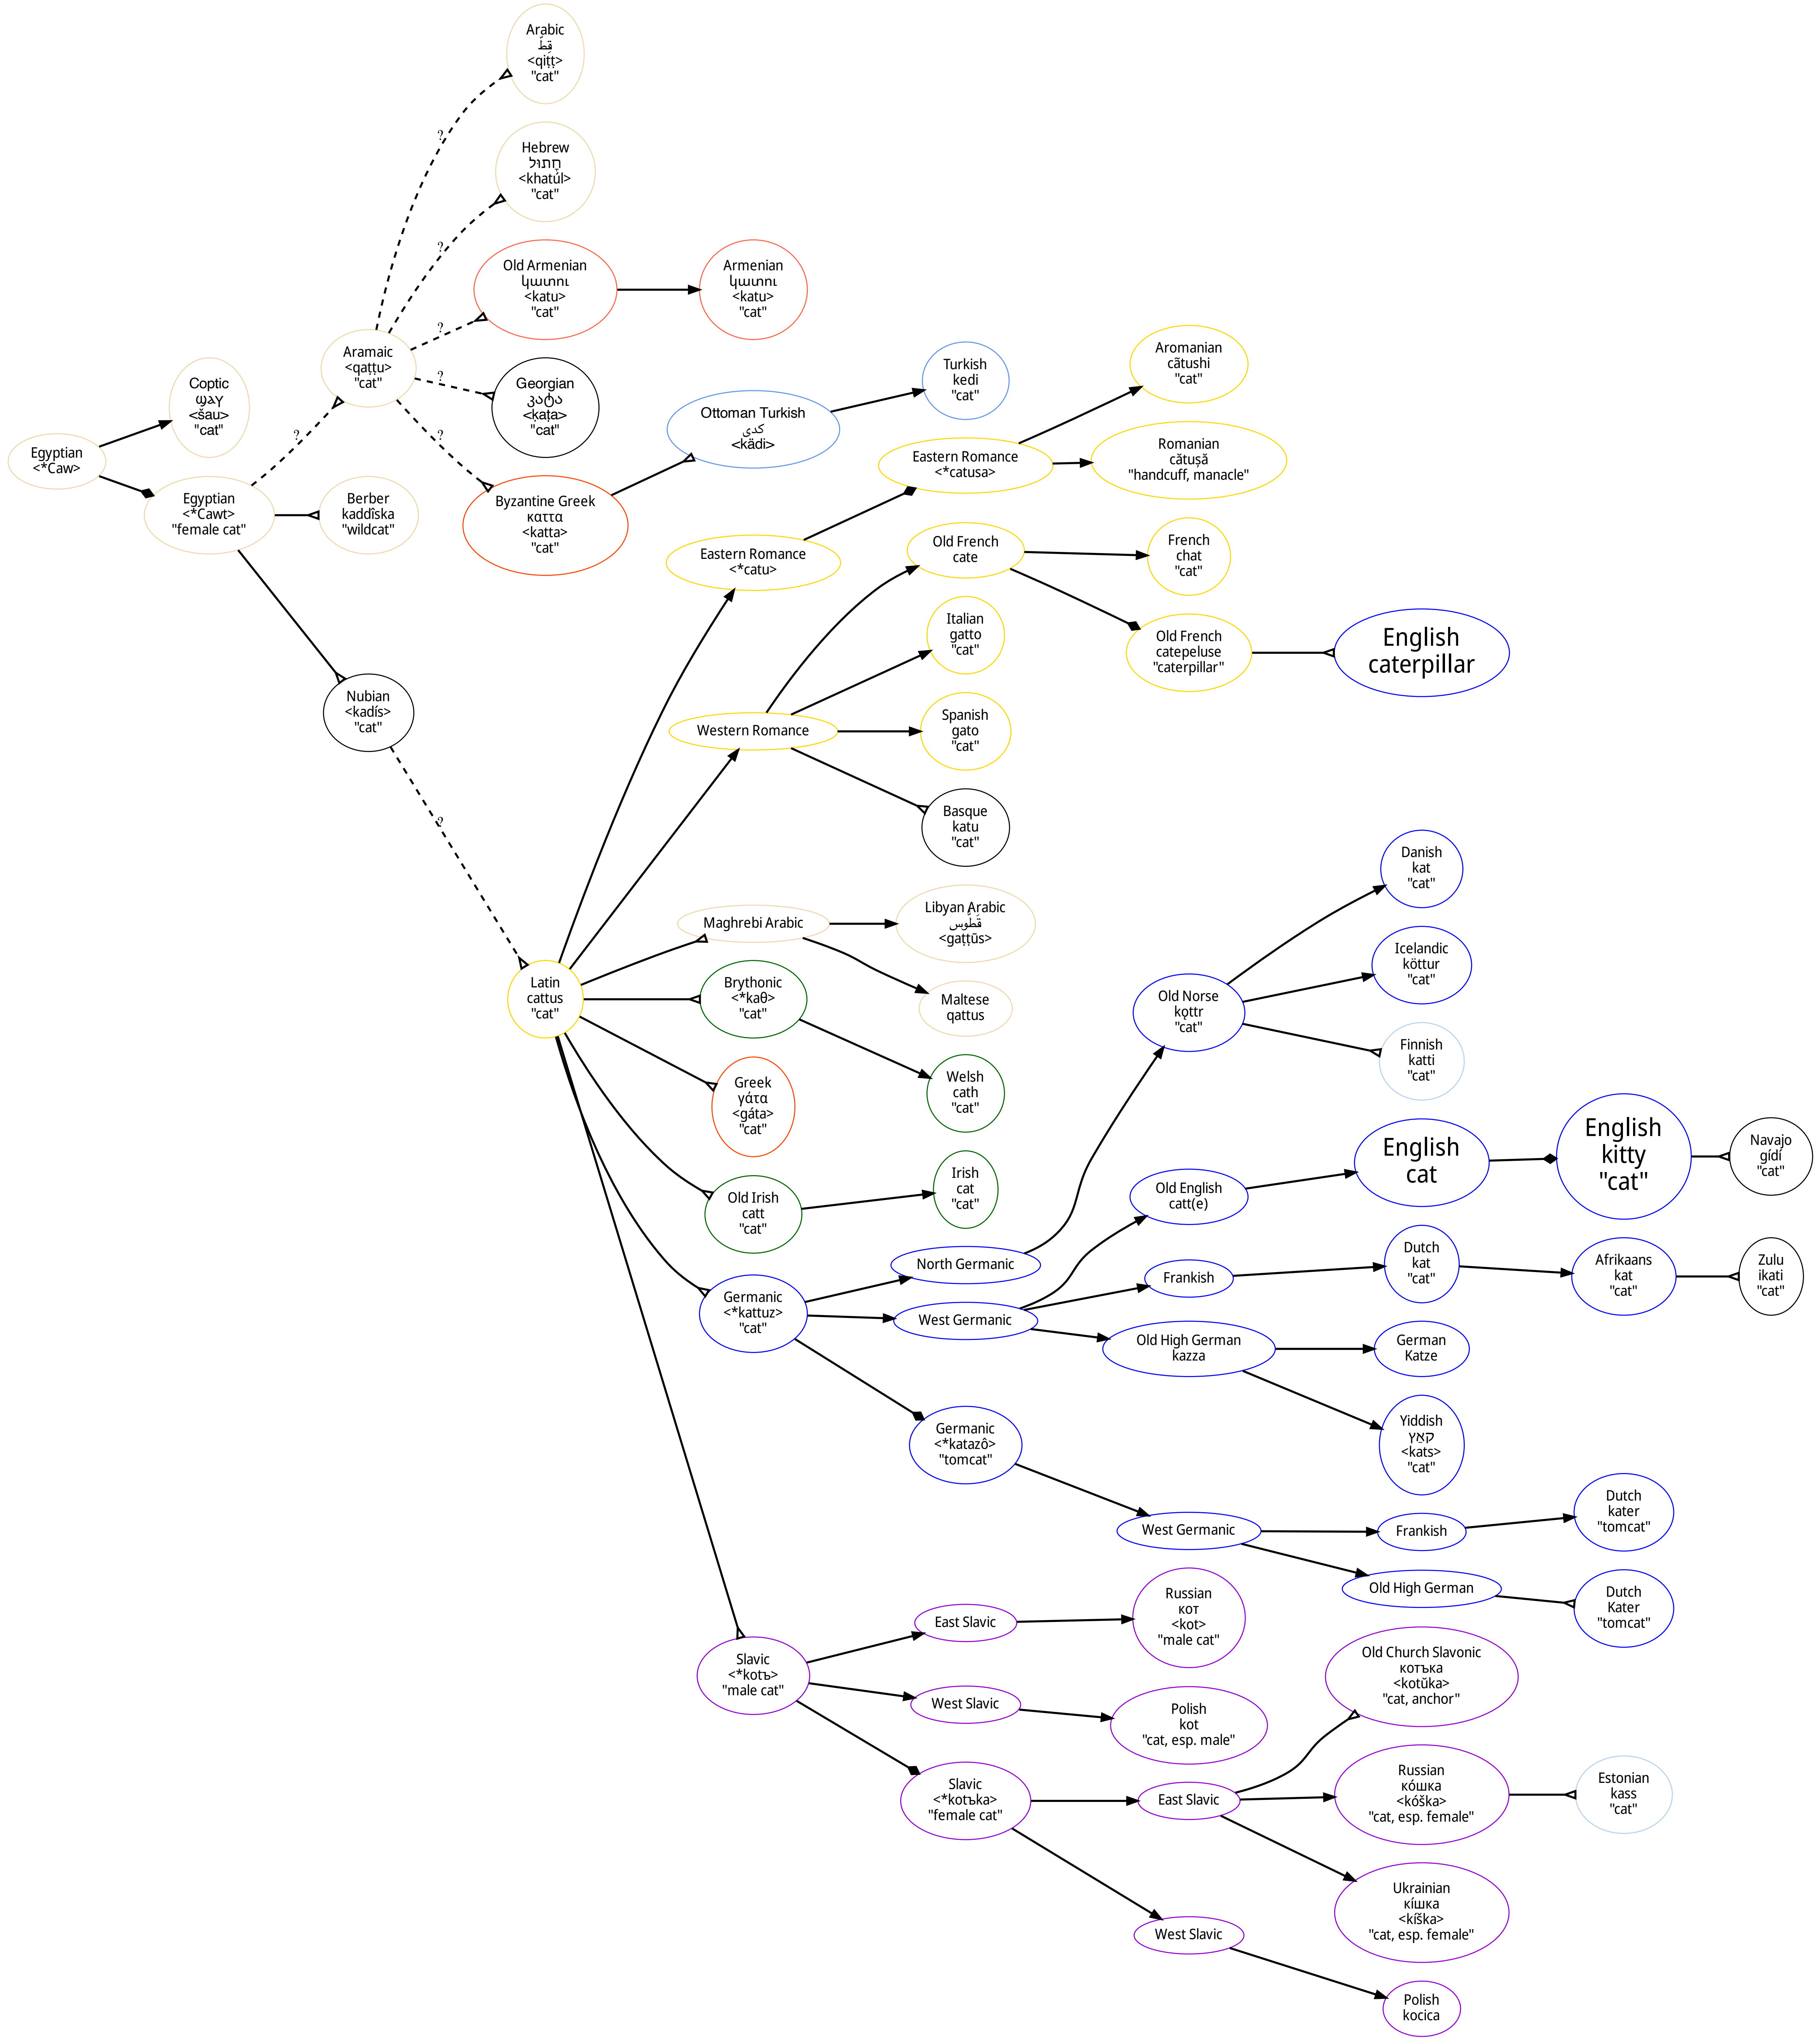 Arabic
قِطّ
<qiṭṭ>
"cat"
?
Hebrew
חָתוּל
<khatúl>
"cat"
?
Old Armenian
կատու
<katu>
"cat"
Armenian
կատու
<katu>
"cat"
?
Aramaic
<qaṭṭu>
"cat"
Coptic
ϣⲁⲩ
<šau>
"cat"
?
Georgian
კატა
<ḳaṭa>
"cat"
?
Egyptian
<*Caw>
?
Egyptian
<*Cawt>
"female cat"
Berber
kaddîska
"wildcat"
Byzantine Greek
καττα
<katta>
"cat"
Ottoman Turkish
كدی
<kädi>
Turkish
kedi
"cat"
Aromanian
cãtushi
"cat"
Eastern Romance
<*catusa>
Romanian
cătușă
"handcuff, manacle"
Eastern Romance
<*catu>
Old French
cate
French
chat
"cat"
Old French
catepeluse
"caterpillar"
English
caterpillar
Italian
gatto
"cat"
Nubian
<kadís>
"cat"
Western Romance
Spanish
gato
"cat"
Basque
katu
"cat"
?
Latin
cattus
"cat"
Maghrebi Arabic
Libyan Arabic
قَطّوس
<gaṭṭūs>
Maltese
qattus
Brythonic
<*kaθ>
"cat"
Welsh
cath
"cat"
Greek
γάτα
<gáta>
"cat"
Old Irish
catt
"cat"
Irish
cat
"cat"
Danish
kat
"cat"
Old Norse
kǫttr
"cat"
Icelandic
köttur
"cat"
Finnish
katti
"cat"
English
cat
English
kitty
"cat"
Navajo
gídí
"cat"
Old English
catt(e)
North Germanic
Germanic
<*kattuz>
"cat"
West Germanic
Frankish
Dutch
kat
"cat"
Afrikaans
kat
"cat"
Zulu
ikati
"cat"
Old High German
kazza
German
Katze
Yiddish
קאַץ
<kats>
"cat"
Germanic
<*katazô>
"tomcat"
West Germanic
Frankish
Dutch
kater
"tomcat"
Old High German
Dutch
Kater
"tomcat"
Slavic
<*kotъ>
"male cat"
East Slavic
Russian
кот
<kot>
"male cat"
West Slavic
Polish
kot
"cat, esp. male"
Slavic
<*kotъka>
"female cat"
East Slavic
Old Church Slavonic
котъка
<kotŭka>
"cat, anchor"
Russian
ко́шка
<kóška>
"cat, esp. female"
Estonian
kass
"cat"
Ukrainian
кі́шка
<kíška>
"cat, esp. female"
West Slavic
Polish
kocica